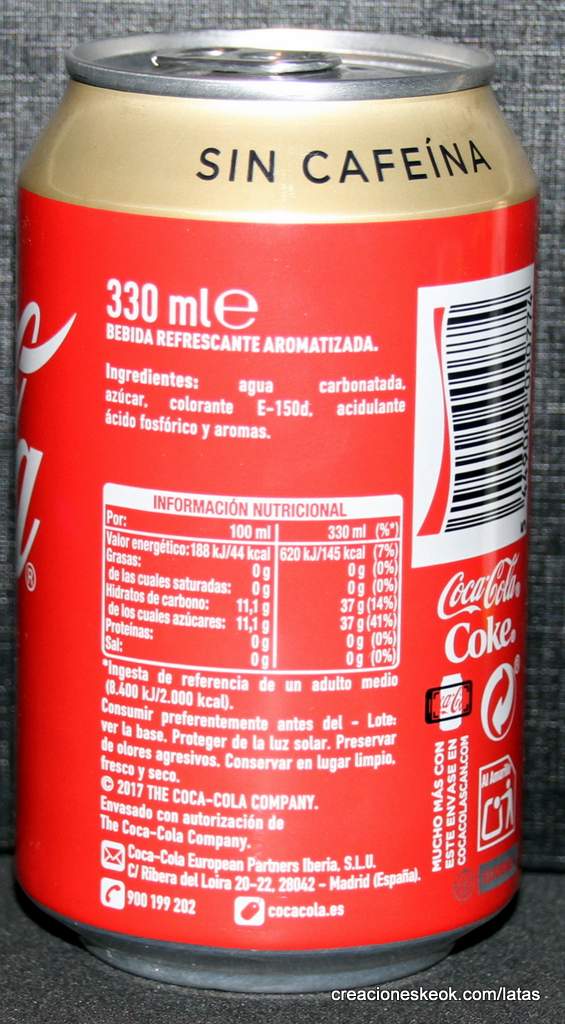 SIN CAFEÍNA
330 ml e
BEBIDA REFRESCANTE AROMATIZADA.
Ingredientes: agua carbonatada,
azúcar, colorante E-150d, acidulante
ácido fosfórico y aromas.
INFORMACIÓN NUTRICIONAL
Por: 100 ml 330 ml (%*)
Valor energético: 188 kJ/44 kcal 620 kJ/145 kcal (7%)
Grasas: 0 g 0 g (0%)
de las cuales saturadas: 0 g 0 g (0%)
Hidratos de carbono: 11,1 g 37 g (14%)
de los cuales azúcares: 11,1 g 37 g (41%)
Proteínas: 0 g 0 g (0%)
Sal: 0 g 0 g (0%)
*Ingesta de referencia de un adulto medio
(8.400 kJ/2.000 kcal).
Consumir preferentemente antes del - Lote:
ver la base. Proteger de la luz solar. Preservar
de olores agresivos. Conservar en lugar limpio,
fresco y seco.
© 2017 THE COCA-COLA COMPANY.
Envasado con autorización de
The Coca-Cola Company.
Coca-Cola European Partners Iberia, S.L.U.
C/ Ribera del Loira 20-22, 28042 - Madrid (España).
900 199 202 cocacola.es
Coca-Cola®
Coke®
MUCHO MÁS CON
ESTE ENVASE EN
COCACOLASCAN.COM
Al Amarillo
creacioneskeok.com/latas